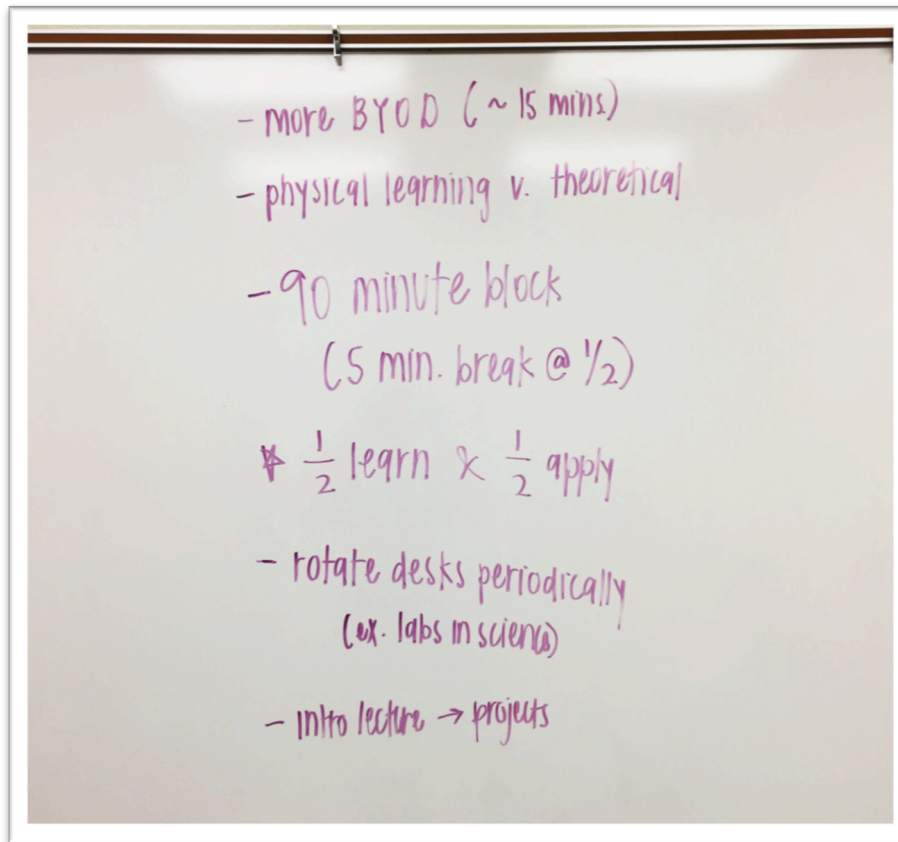 - more BYOD (~ 15 mins.)
- physical learning v. theoretical
- 90 minute block
(5 min. break @ 1/2)
* 1/2 learn & 1/2 apply
- rotate desks periodically
(ex. labs in science)
- intro lecture → projects